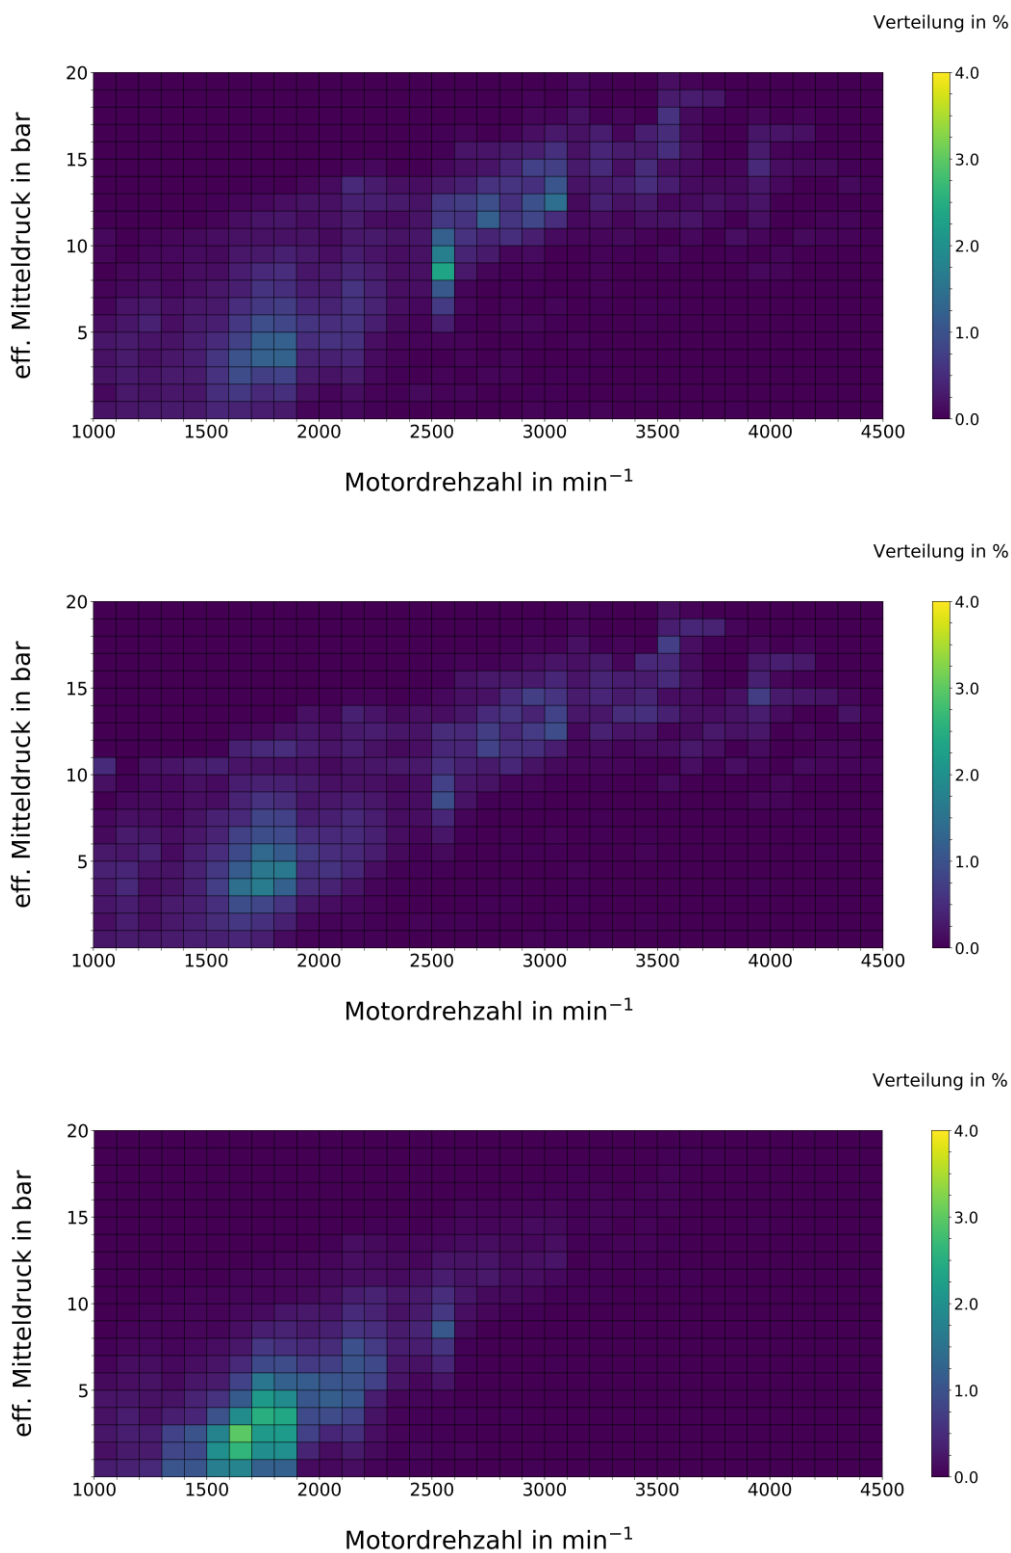 Verteilung in %
20
15
10
5
eff. Mitteldruck in bar
4.0
3.0
2.0
1.0
0.0
1000 1500 2000 2500 3000 3500 4000 4500
Motordrehzahl in min⁻¹
Verteilung in %
20
15
10
5
eff. Mitteldruck in bar
4.0
3.0
2.0
1.0
0.0
1000 1500 2000 2500 3000 3500 4000 4500
Motordrehzahl in min⁻¹
Verteilung in %
20
15
10
5
eff. Mitteldruck in bar
4.0
3.0
2.0
1.0
0.0
1000 1500 2000 2500 3000 3500 4000 4500
Motordrehzahl in min⁻¹